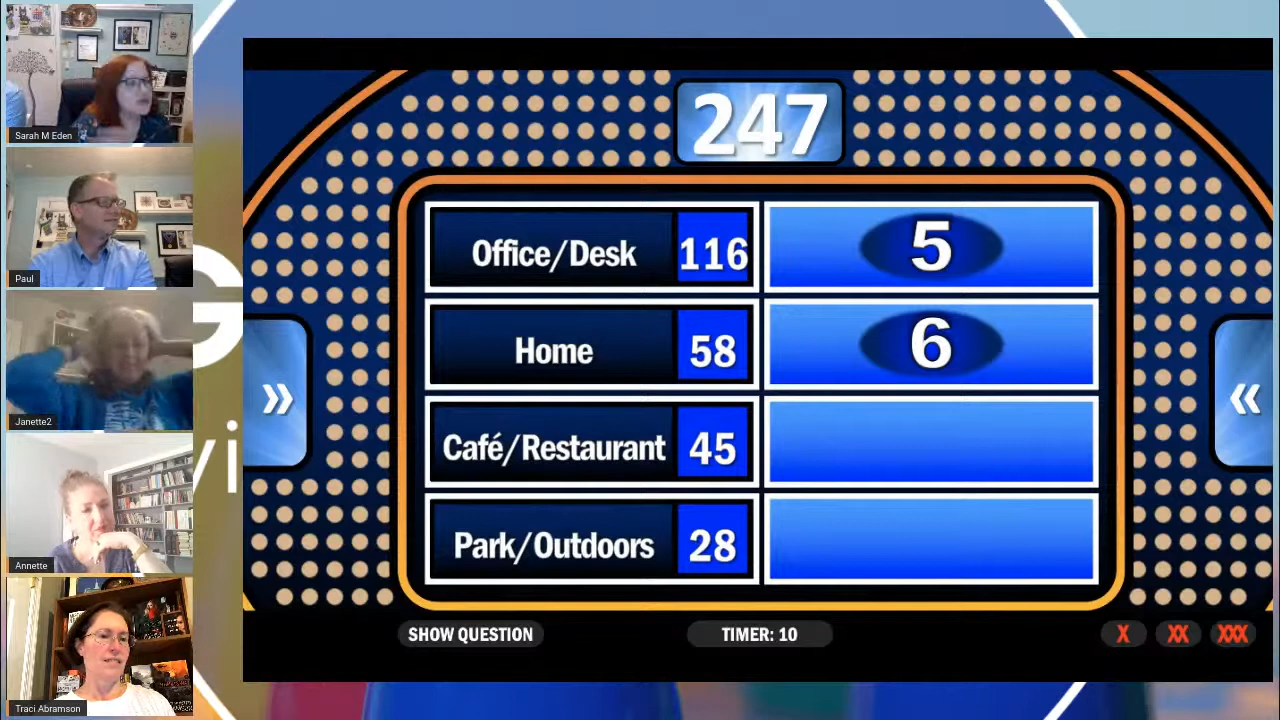 Sarah M Eden
Paul
Janette2
Annette
Traci Abramson
247
Office/Desk 116
5
Home 58
6
Café/Restaurant 45
Park/Outdoors 28
»
«
SHOW QUESTION
TIMER: 10
X
XX
XXX
G
vi